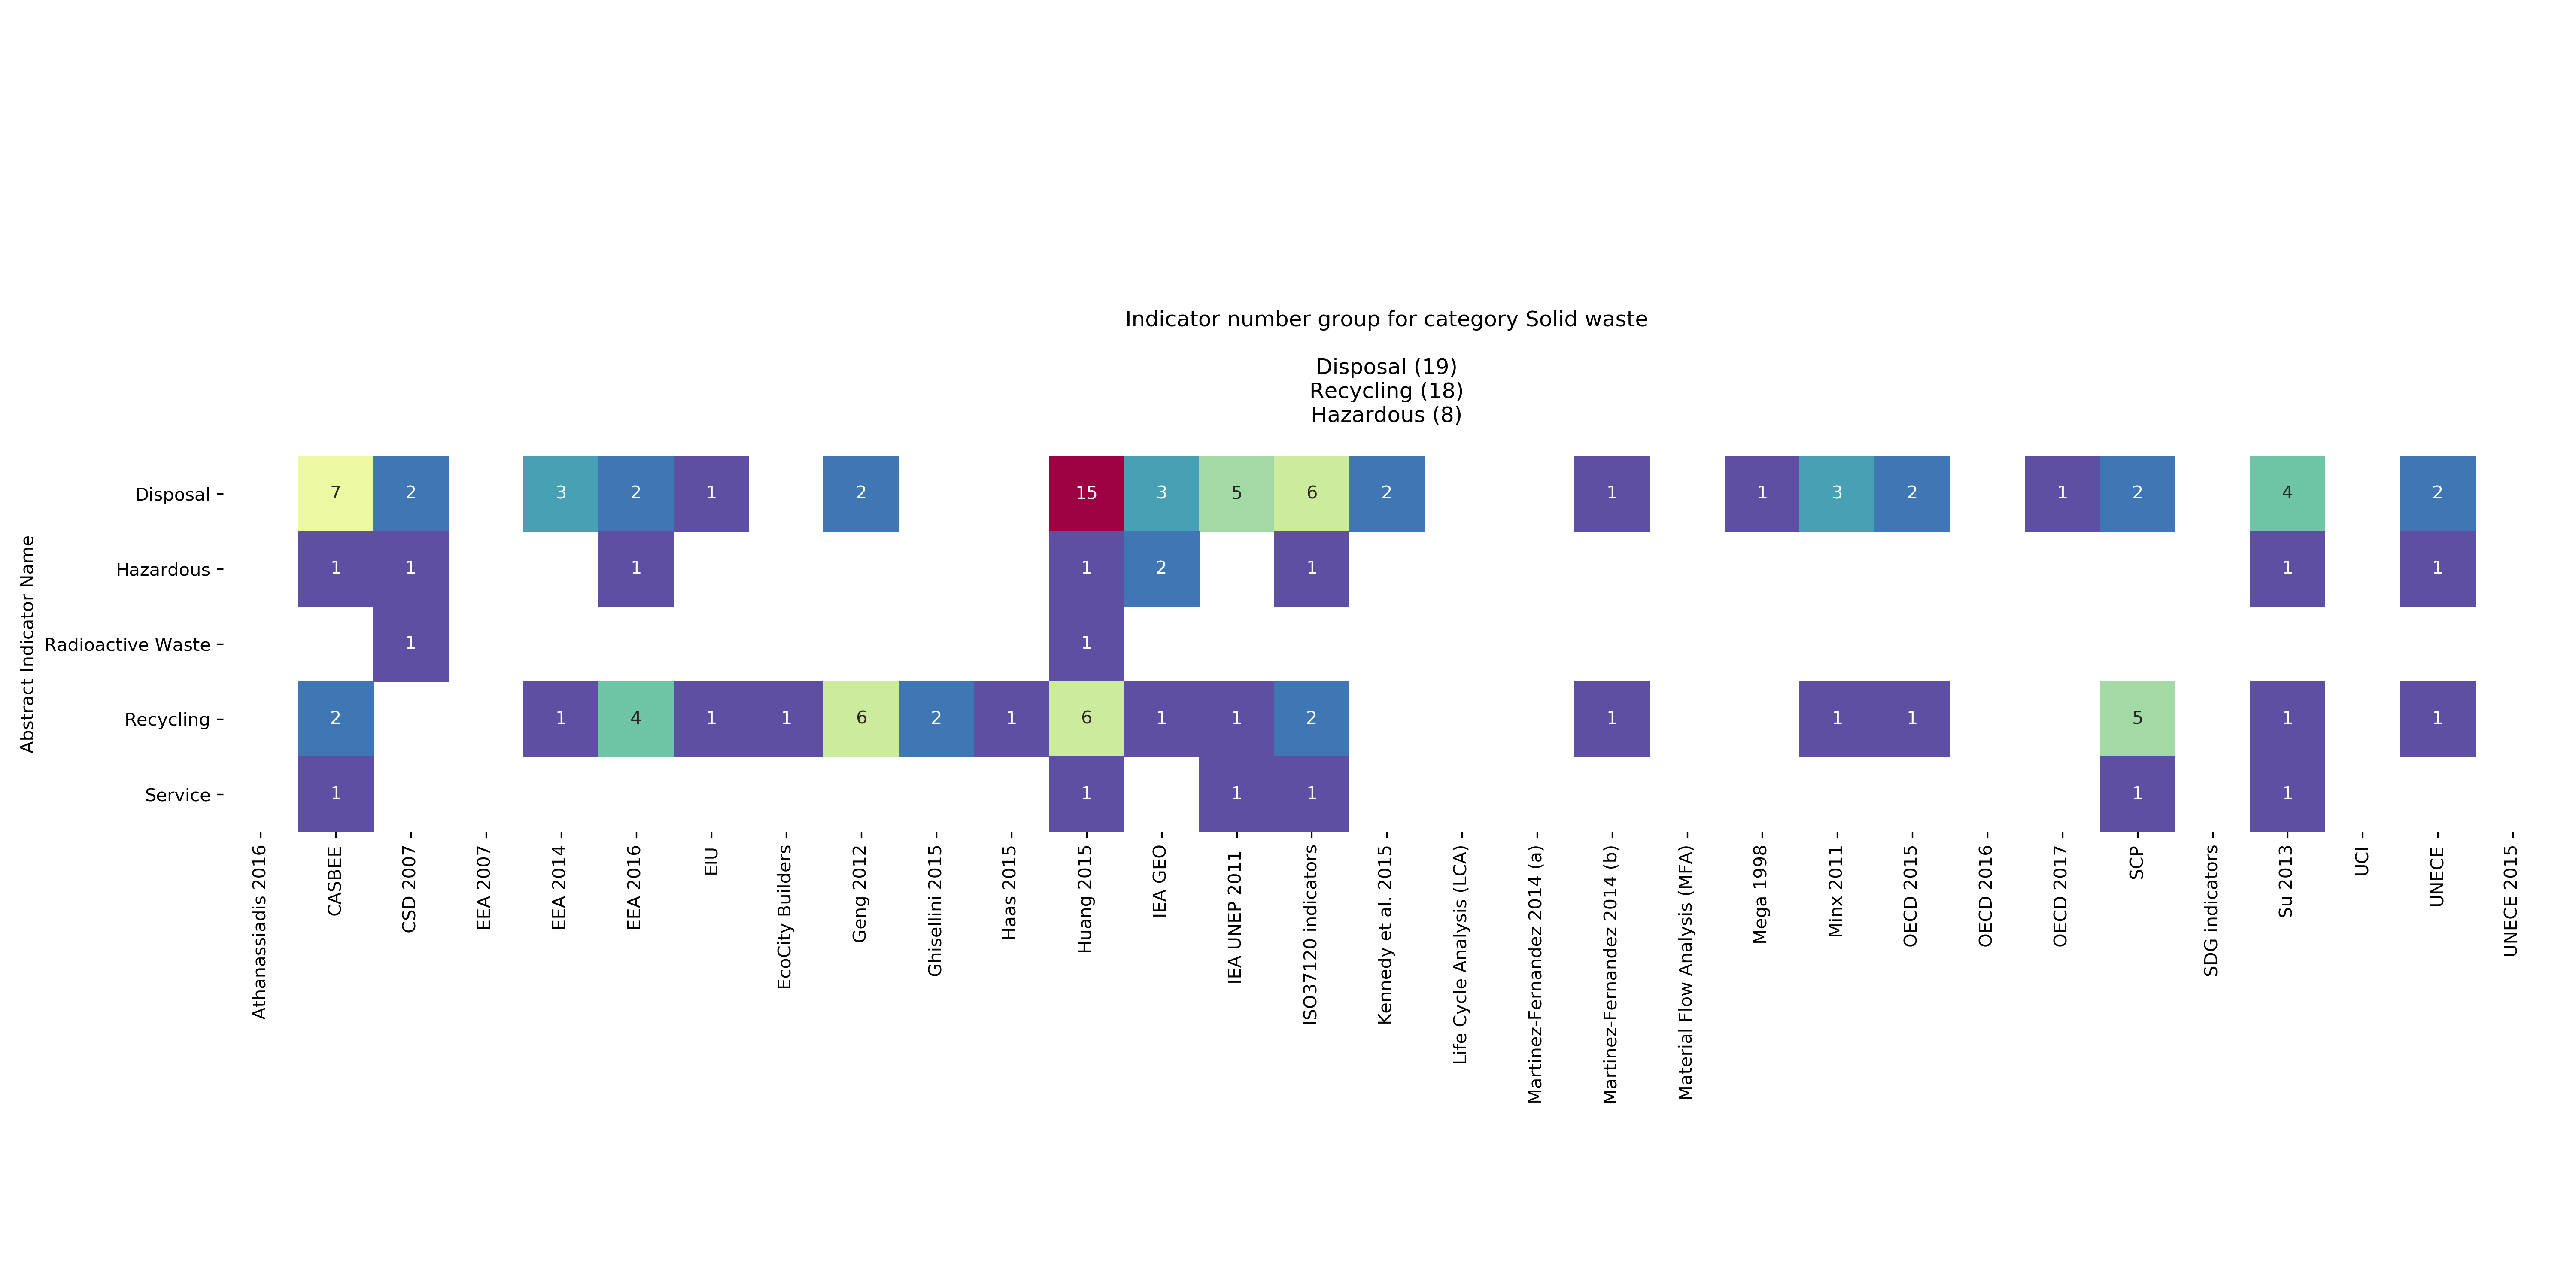 Indicator number group for category Solid waste
Disposal (19)
Recycling (18)
Hazardous (8)
Abstract Indicator Name
Disposal 7 2 3 2 1 2 15 3 5 6 2 1 1 3 2 1 2 4 2
Hazardous 1 1 1 1 2 1 1 1
Radioactive Waste 1 1
Recycling 2 1 4 1 1 6 2 1 6 1 1 2 1 1 1 5 1 1
Service 1 1 1 1 1 1
Athanassiadis 2016
CASBEE
CSD 2007
EEA 2007
EEA 2014
EEA 2016
EIU
EcoCity Builders
Geng 2012
Ghisellini 2015
Haas 2015
Huang 2015
IEA GEO
IEA UNEP 2011
ISO37120 indicators
Kennedy et al. 2015
Life Cycle Analysis (LCA)
Martinez-Fernandez 2014 (a)
Martinez-Fernandez 2014 (b)
Material Flow Analysis (MFA)
Mega 1998
Minx 2011
OECD 2015
OECD 2016
OECD 2017
SCP
SDG indicators
Su 2013
UCI
UNECE
UNECE 2015